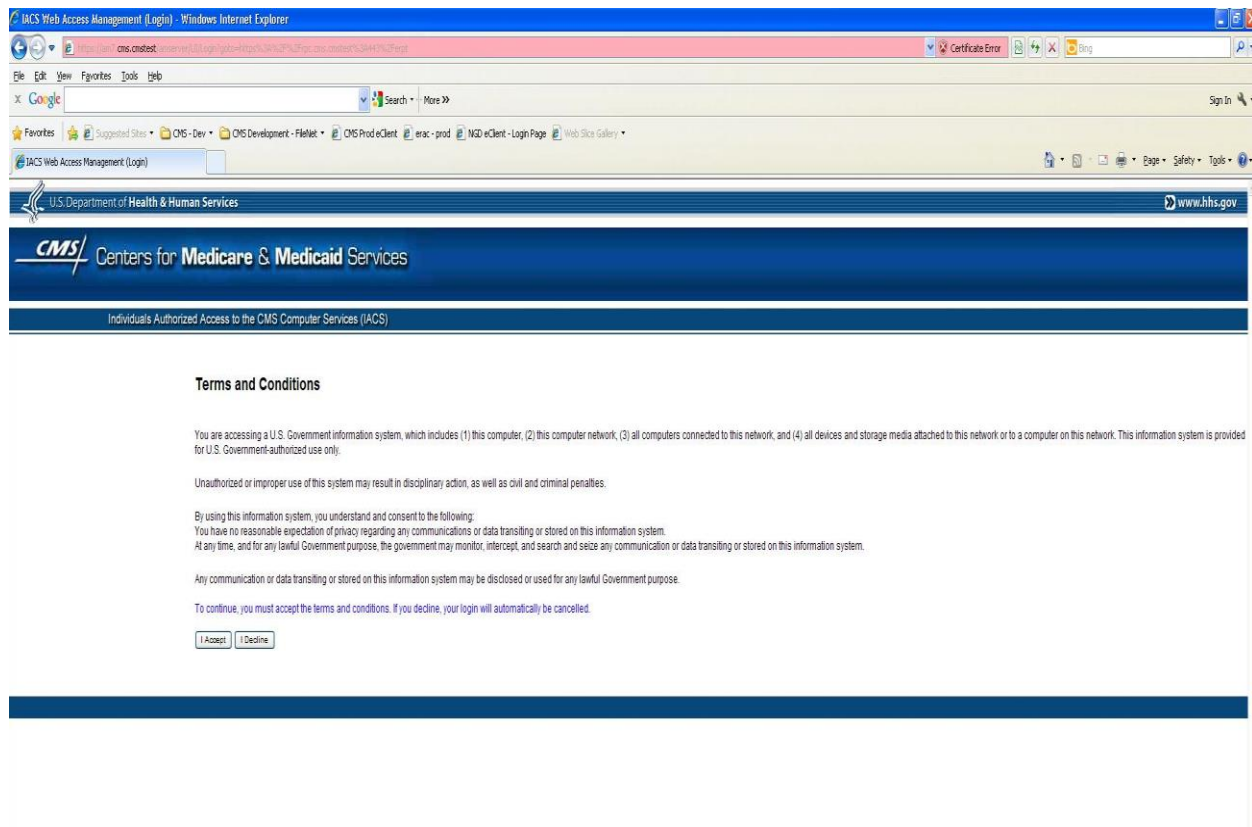 IACS Web Access Management (Login) - Windows Internet Explorer
cms.cmstest
Certificate Error
Bing
File Edit View Favorites Tools Help
x Google
Search
More »
Sign In
Favorites
Suggested Sites
CMS - Dev
CMS Development - FileNet
CMS Prod eClient
erac - prod
NGD eClient - Login Page
Web Slice Gallery
IACS Web Access Management (Login)
Page Safety Tools
U.S. Department of Health & Human Services
www.hhs.gov
CMS Centers for Medicare & Medicaid Services
Individuals Authorized Access to the CMS Computer Services (IACS)
Terms and Conditions
You are accessing a U.S. Government information system, which includes (1) this computer, (2) this computer network, (3) all computers connected to this network, and (4) all devices and storage media attached to this network or to a computer on this network. This information system is provided
for U.S. Government-authorized use only.
Unauthorized or improper use of this system may result in disciplinary action, as well as civil and criminal penalties.
By using this information system, you understand and consent to the following:
You have no reasonable expectation of privacy regarding any communications or data transiting or stored on this information system.
At any time, and for any lawful Government purpose, the government may monitor, intercept, and search and seize any communication or data transiting or stored on this information system.
Any communication or data transiting or stored on this information system may be disclosed or used for any lawful Government purpose.
To continue, you must accept the terms and conditions. If you decline, your login will automatically be cancelled.
I Accept
I Decline